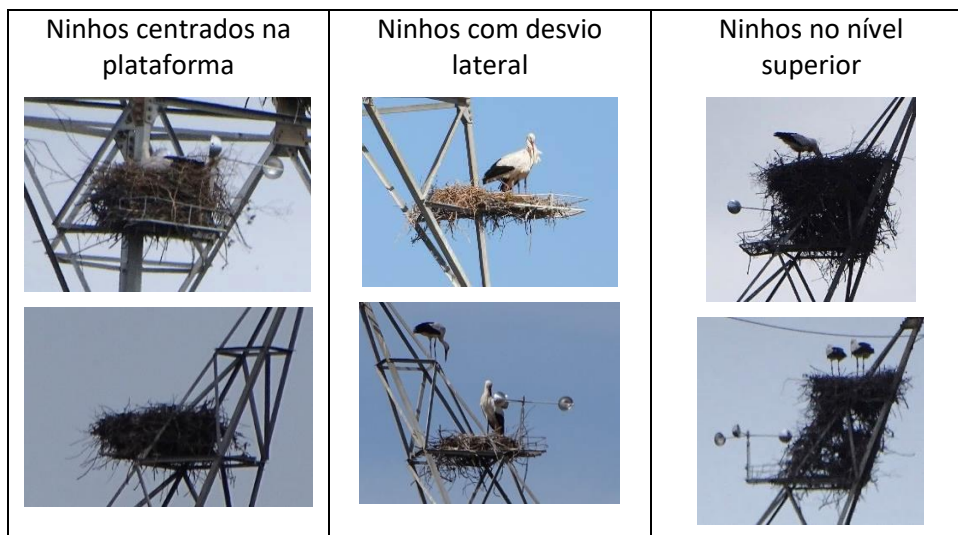 Ninhos centrados na
plataforma
Ninhos com desvio
lateral
Ninhos no nível
superior